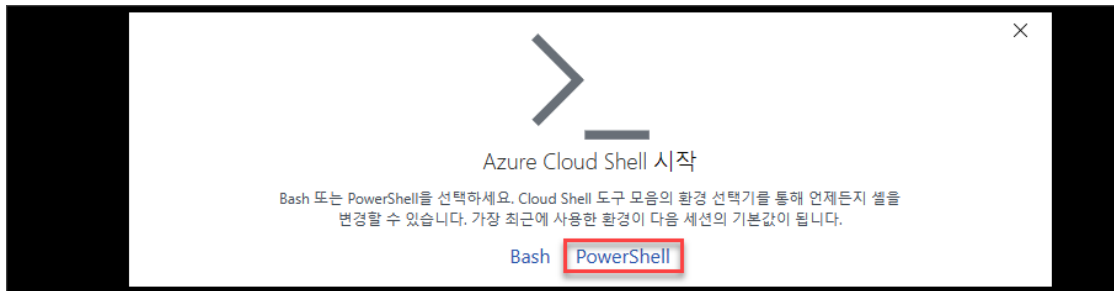 Azure Cloud Shell 시작
Bash 또는 PowerShell을 선택하세요. Cloud Shell 도구 모음의 환경 선택기를 통해 언제든지 셸을
변경할 수 있습니다. 가장 최근에 사용한 환경이 다음 세션의 기본값이 됩니다.
Bash PowerShell